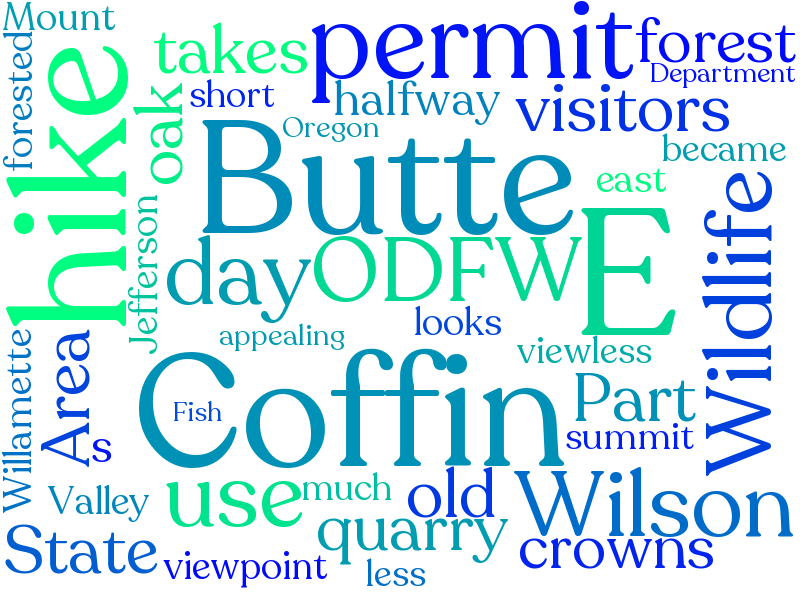 Mount
hike
forested
takes
permit
forest
Department
short
halfway
visitors
oak
Oregon
Butte
became
east
Wildlife
Jefferson
day
ODFW
E
looks
appealing
viewless
Willamette
Area
Coffin
Fish
Part
summit
s
Valley
use
much
old
Wilson
quarry
crowns
State
viewpoint
less